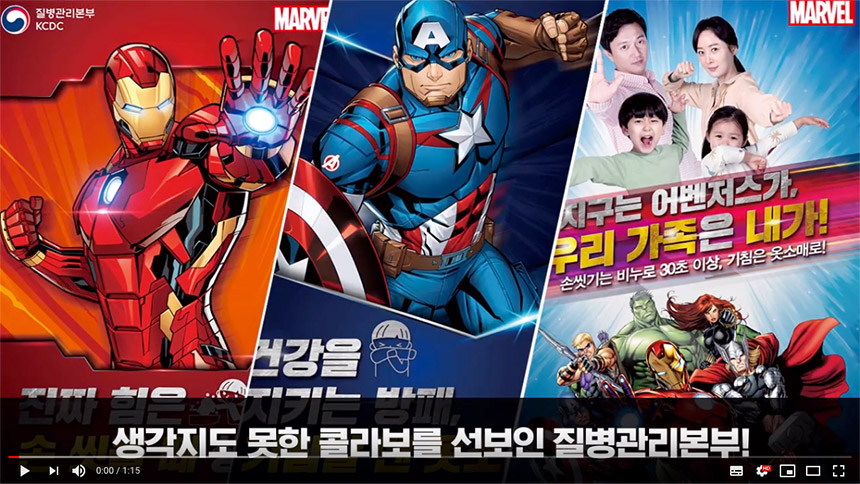 질병관리본부
KCDC
MARVEL
MARVEL
A
지구는 어벤저스가,
우리 가족은 내가!
손씻기는 비누로 30초 이상, 기침은 옷소매로!
건강을
진짜 힘은
지키는 방패,
생각지도 못한 콜라보를 선보인 질병관리본부!
0:00 / 1:15
HD